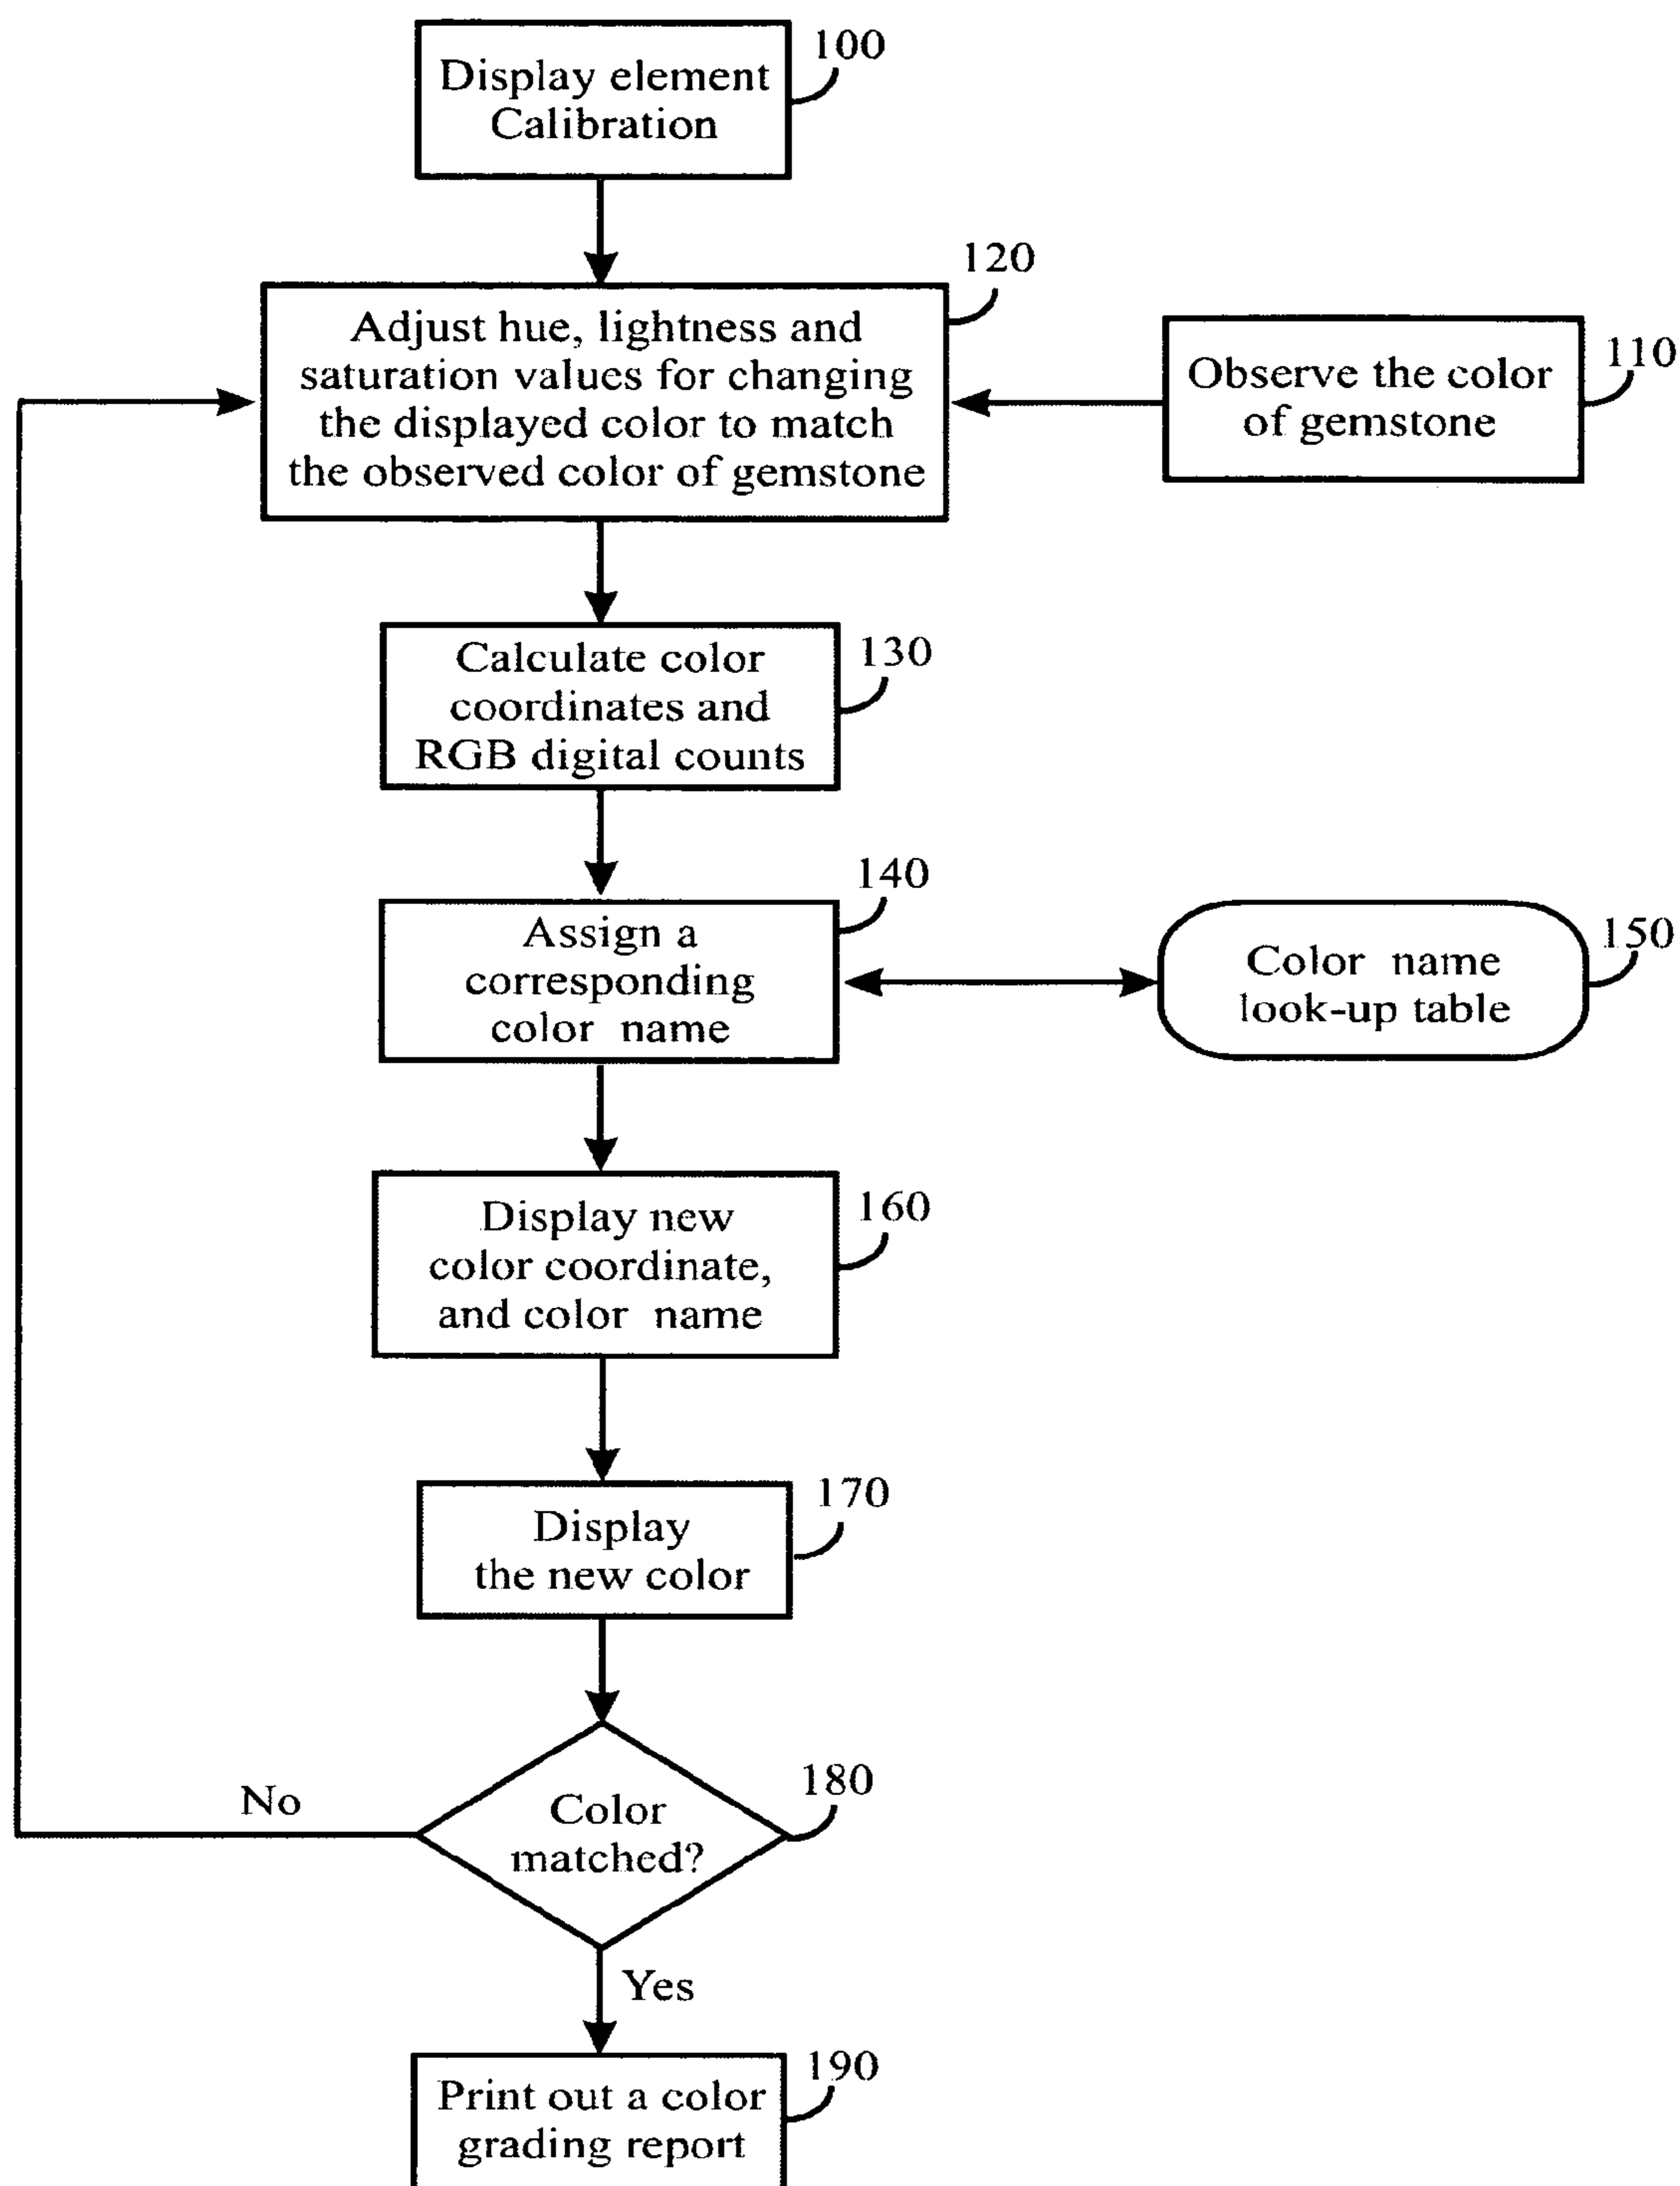 100
Display element
Calibration
120
Adjust hue, lightness and
saturation values for changing
the displayed color to match
the observed color of gemstone
110
Observe the color
of gemstone
130
Calculate color
coordinates and
RGB digital counts
140
Assign a
corresponding
color name
150
Color name
look-up table
160
Display new
color coordinate,
and color name
170
Display
the new color
180
Color
matched?
No
Yes
190
Print out a color
grading report